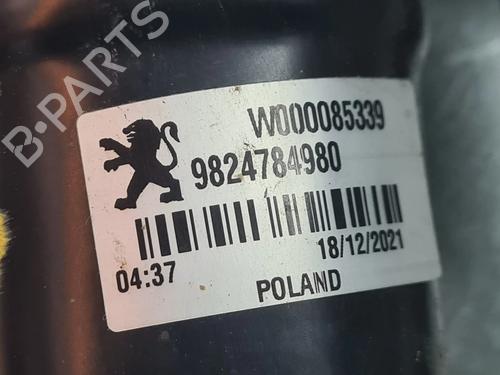 B-PARTS
W000085339
9824784980
04:37
18/12/2021
POLAND